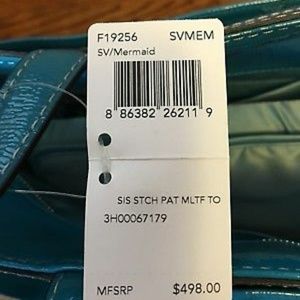 F19256 SVMEM
SV/Mermaid
8 86382 26211 9
SIS STCH PAT MLTF TO
3H00067179
MFSRP $498.00